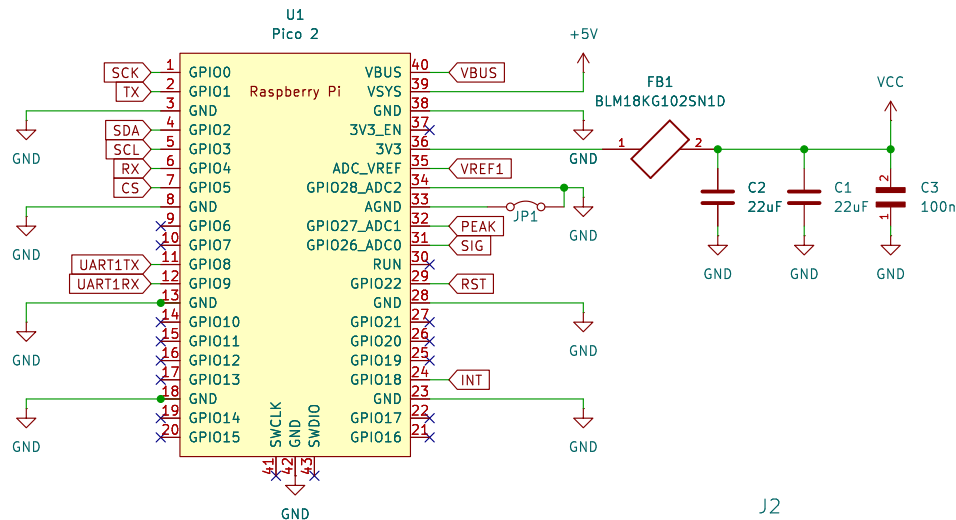 U1
Pico 2
Raspberry Pi
SCK 1 GPIO0
TX 2 GPIO1
3 GND
GND
SDA 4 GPIO2
SCL 5 GPIO3
RX 6 GPIO4
CS 7 GPIO5
8 GND
GND
9 GPIO6
10 GPIO7
UART1TX 11 GPIO8
UART1RX 12 GPIO9
13 GND
GND
14 GPIO10
15 GPIO11
16 GPIO12
17 GPIO13
18 GND
GND
19 GPIO14
20 GPIO15
VBUS 40 VBUS
VSYS 39
+5V
GND 38
GND
3V3_EN 37
3V3 36
ADC_VREF 35 VREF1
GPIO28_ADC2 34
AGND 33
JP1
GND
GPIO27_ADC1 32 PEAK
GPIO26_ADC0 31 SIG
RUN 30
GPIO22 29 RST
GND 28
GND
GPIO21 27
GPIO20 26
GPIO19 25
GPIO18 24 INT
GND 23
GND
GPIO17 22
GPIO16 21
SWCLK 41
GND 42
SWDIO 43
GND
FB1
BLM18KG102SN1D
1 2
VCC
C2
22uF
GND
C1
22uF
GND
C3
100n
2
1
GND
J2